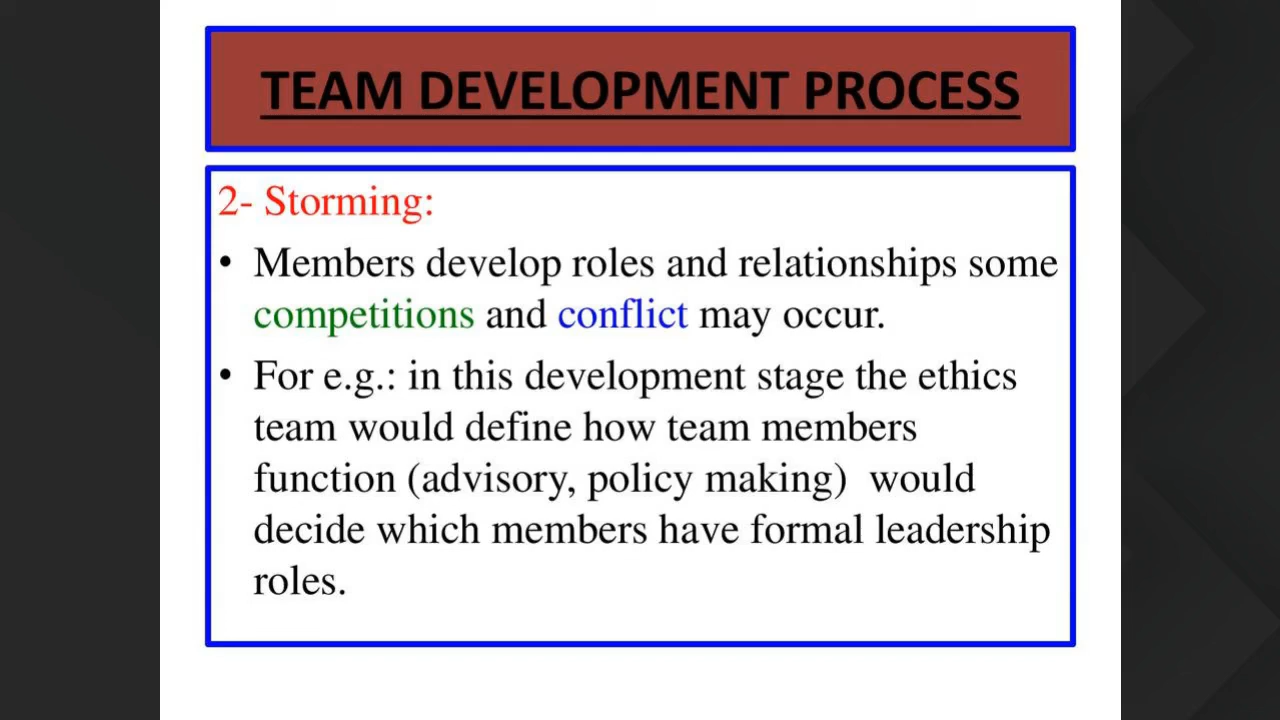 TEAM DEVELOPMENT PROCESS
2- Storming:
• Members develop roles and relationships some
competitions and conflict may occur.
• For e.g.: in this development stage the ethics
team would define how team members
function (advisory, policy making)  would
decide which members have formal leadership
roles.